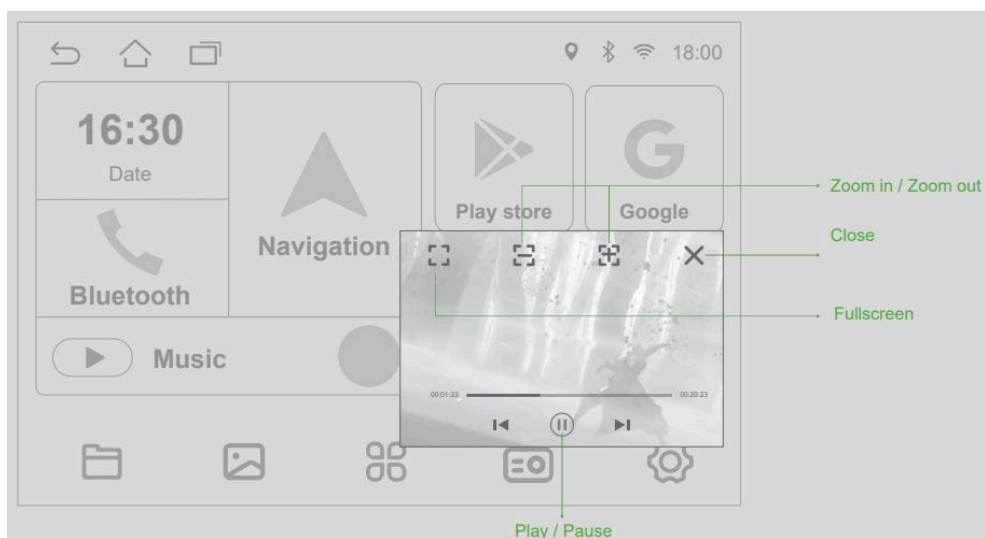 18:00
16:30
Date
Play store
Google
Zoom in / Zoom out
Close
Navigation
Bluetooth
Fullscreen
Music
00:01:23
00:20:23
Play / Pause